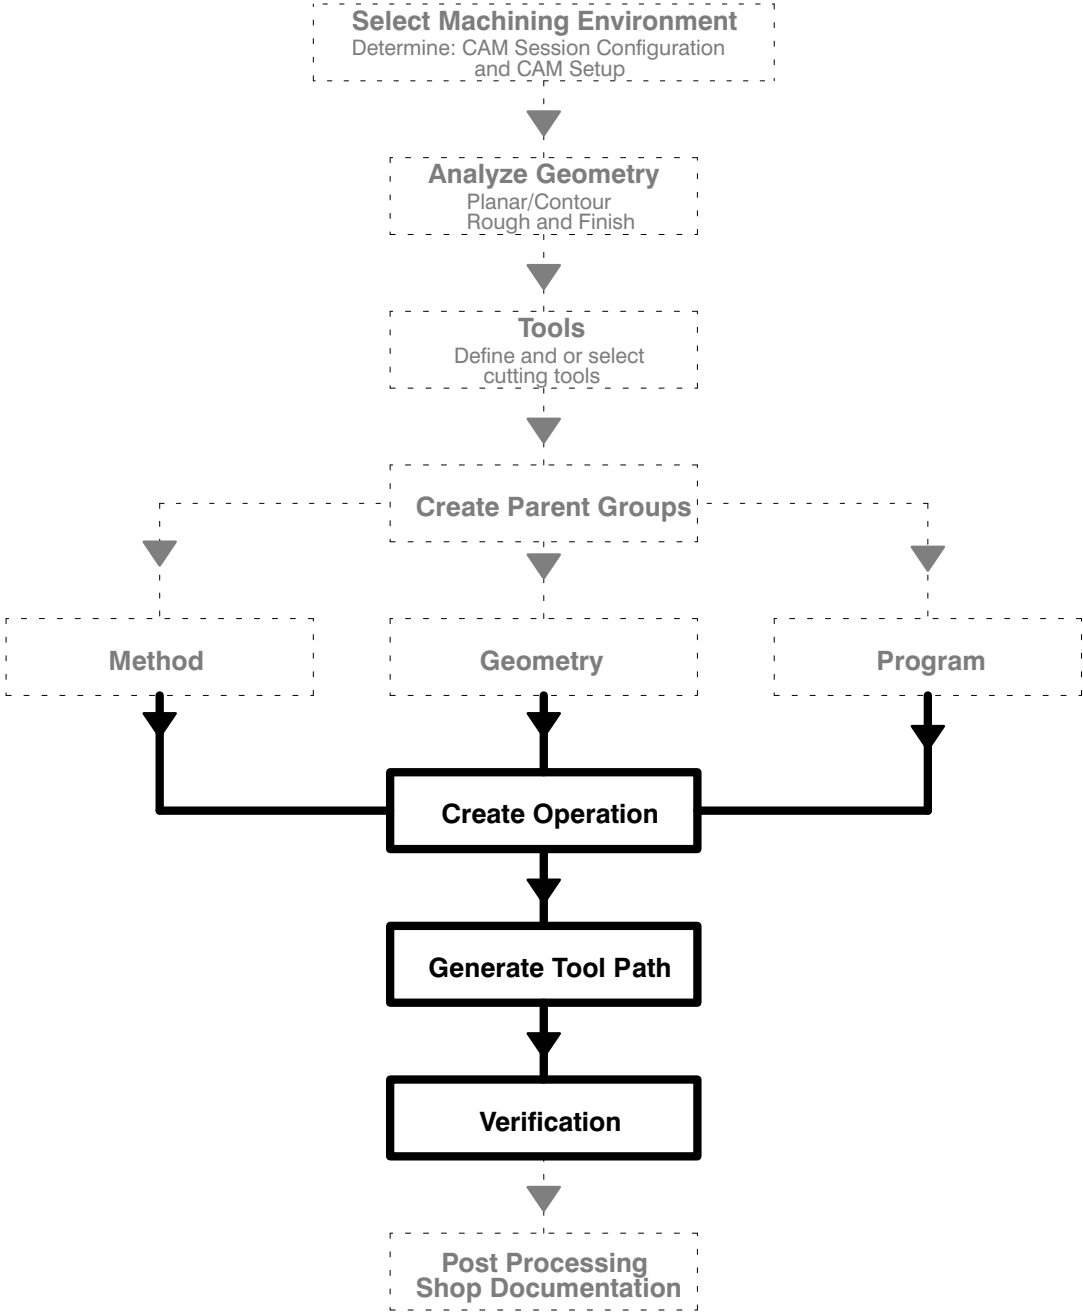 Select Machining Environment
Determine: CAM Session Configuration
and CAM Setup
Analyze Geometry
Planar/Contour
Rough and Finish
Tools
Define and or select
cutting tools
Create Parent Groups
Method
Geometry
Program
Create Operation
Generate Tool Path
Verification
Post Processing
Shop Documentation